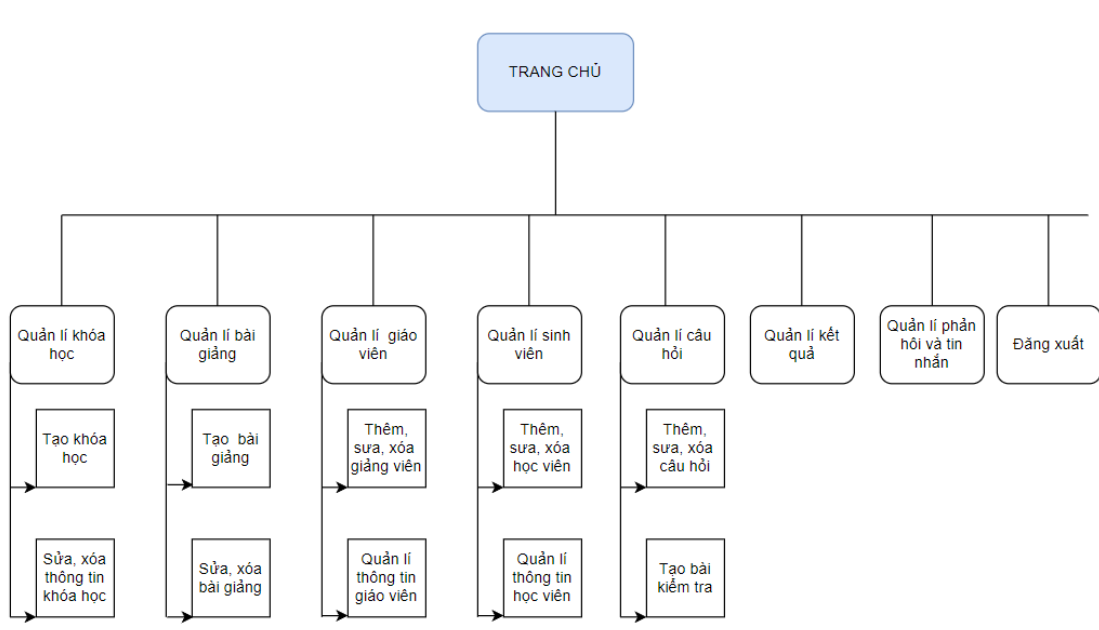 TRANG CHỦ
Quản lí khóa
học
Quản lí bài
giảng
Quản lí  giáo
viên
Quản lí sinh
viên
Quản lí câu
hỏi
Quản lí kết
quả
Quản lí phản
hồi và tin
nhắn
Đăng xuất
Tạo khóa
học
Tạo  bài
giảng
Thêm,
sưa, xóa
giảng viên
Thêm,
sưa, xóa
học viên
Thêm,
sưa, xóa
câu hỏi
Sửa, xóa
thông tin
khóa học
Sửa, xóa
bài giảng
Quản lí
thông tin
giáo viên
Quản lí
thông tin
học viên
Tạo bài
kiểm tra